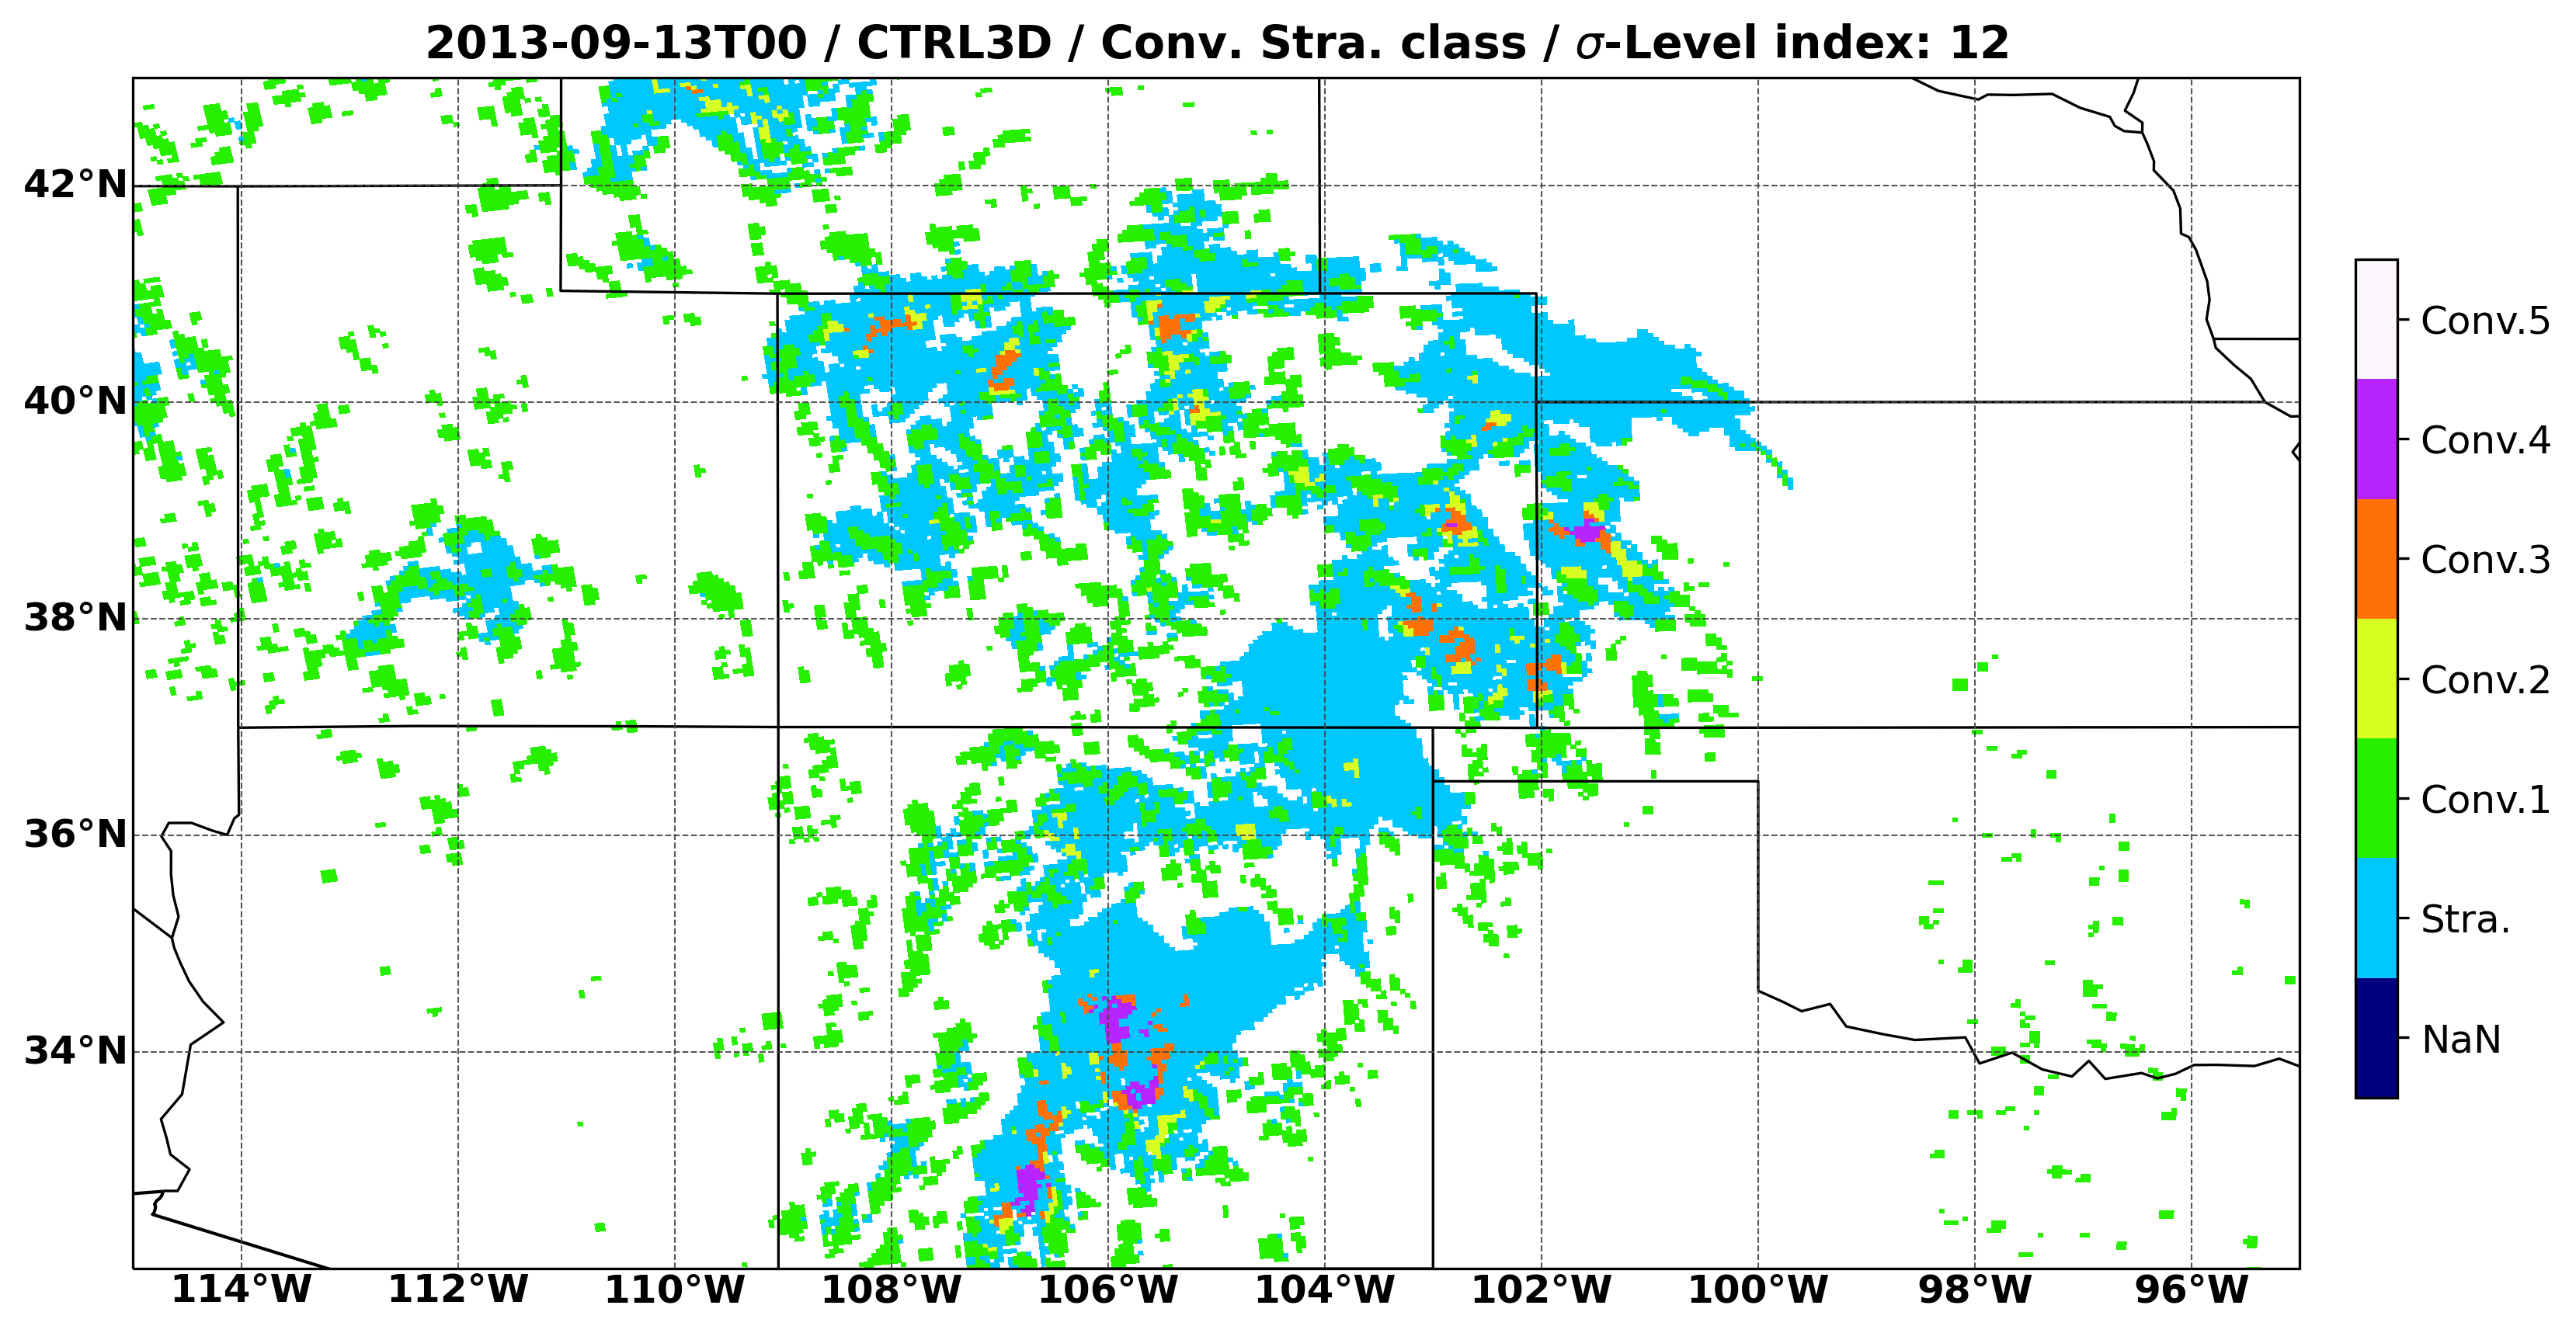 2013-09-13T00 / CTRL3D / Conv. Stra. class / σ-Level index: 12
42°N
40°N
38°N
36°N
34°N
114°W 112°W 110°W 108°W 106°W 104°W 102°W 100°W 98°W 96°W
Conv.5
Conv.4
Conv.3
Conv.2
Conv.1
Stra.
NaN